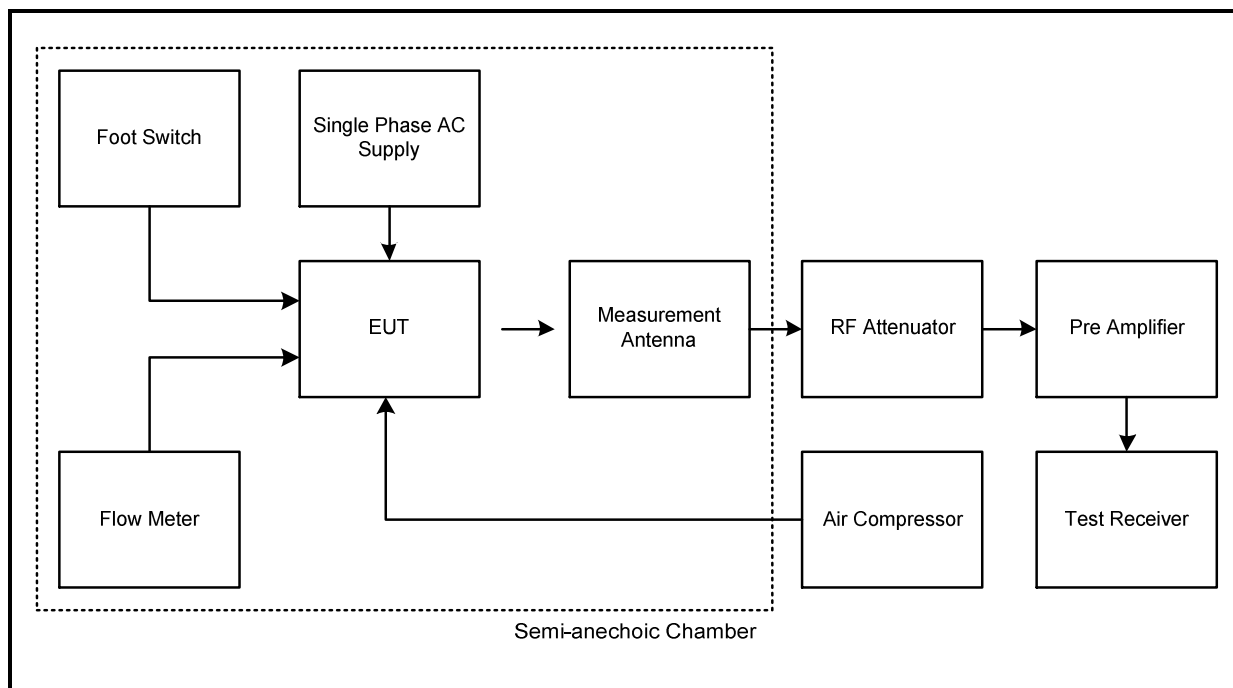 Foot Switch
Single Phase AC
Supply
EUT
Measurement
Antenna
RF Attenuator
Pre Amplifier
Flow Meter
Air Compressor
Test Receiver
Semi-anechoic Chamber